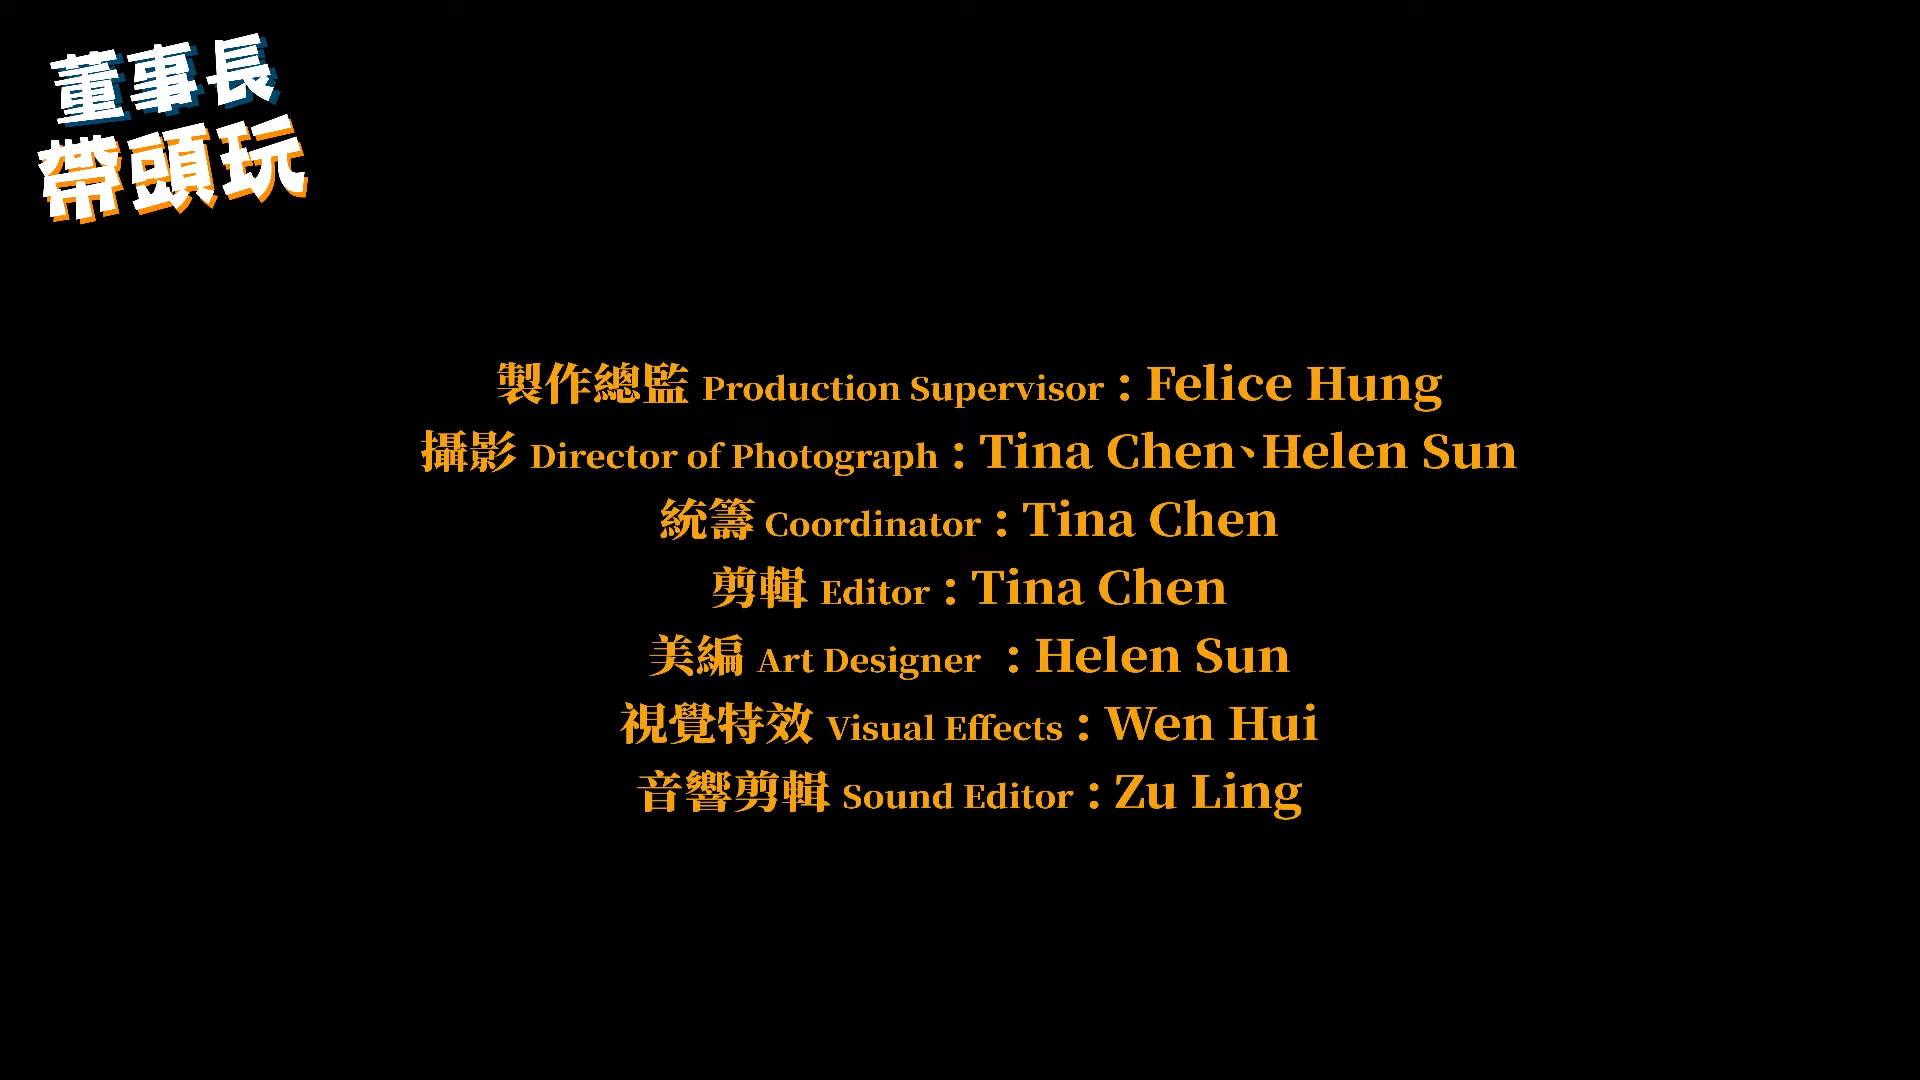 董事長
帶頭玩
製作總監 Production Supervisor：Felice Hung
攝影 Director of Photograph：Tina Chen、Helen Sun
統籌 Coordinator：Tina Chen
剪輯 Editor：Tina Chen
美編 Art Designer ：Helen Sun
視覺特效 Visual Effects：Wen Hui
音響剪輯 Sound Editor：Zu Ling